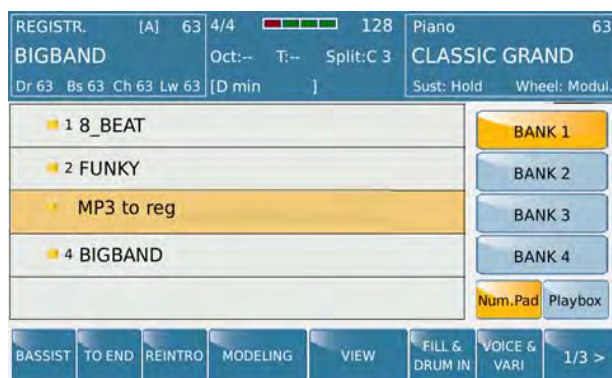 REGISTR. [A] 63 4/4 128 Piano 63
BIGBAND Oct:-- T:-- Split:C 3 CLASSIC GRAND
Dr 63 Bs 63 Ch 63 Lw 63 [D min ] Sust: Hold Wheel: Modul.
1 8_BEAT
BANK 1
2 FUNKY
BANK 2
MP3 to reg
BANK 3
4 BIGBAND
BANK 4
Num.Pad Playbox
BASSIST TO END REINTRO MODELING VIEW FILL & DRUM IN VOICE & VARI 1/3 >